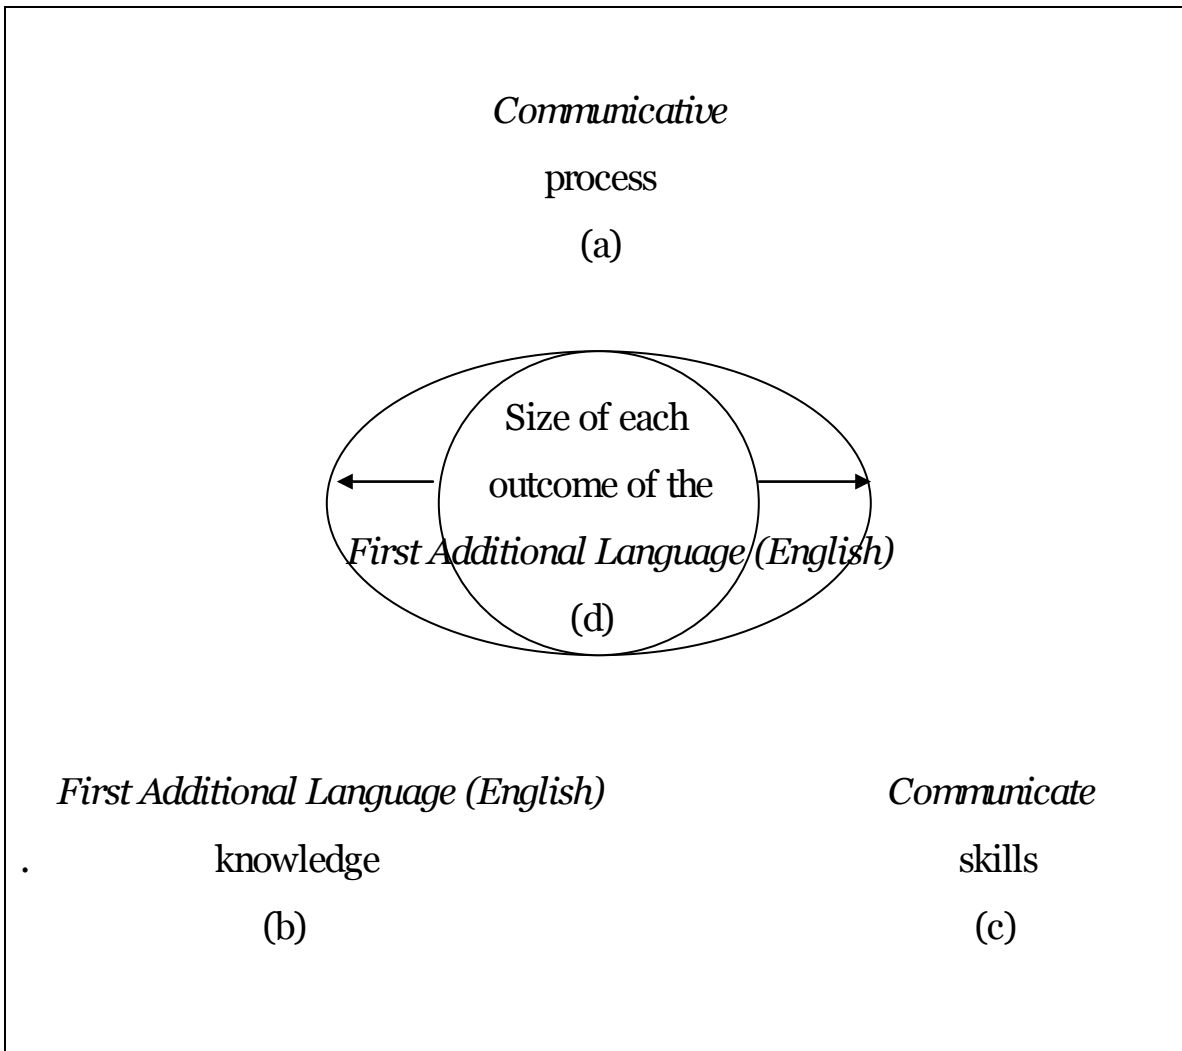 Communicative
process
(a)
Size of each
outcome of the
First Additional Language (English)
(d)
First Additional Language (English)
knowledge
(b)
Communicate
skills
(c)
.